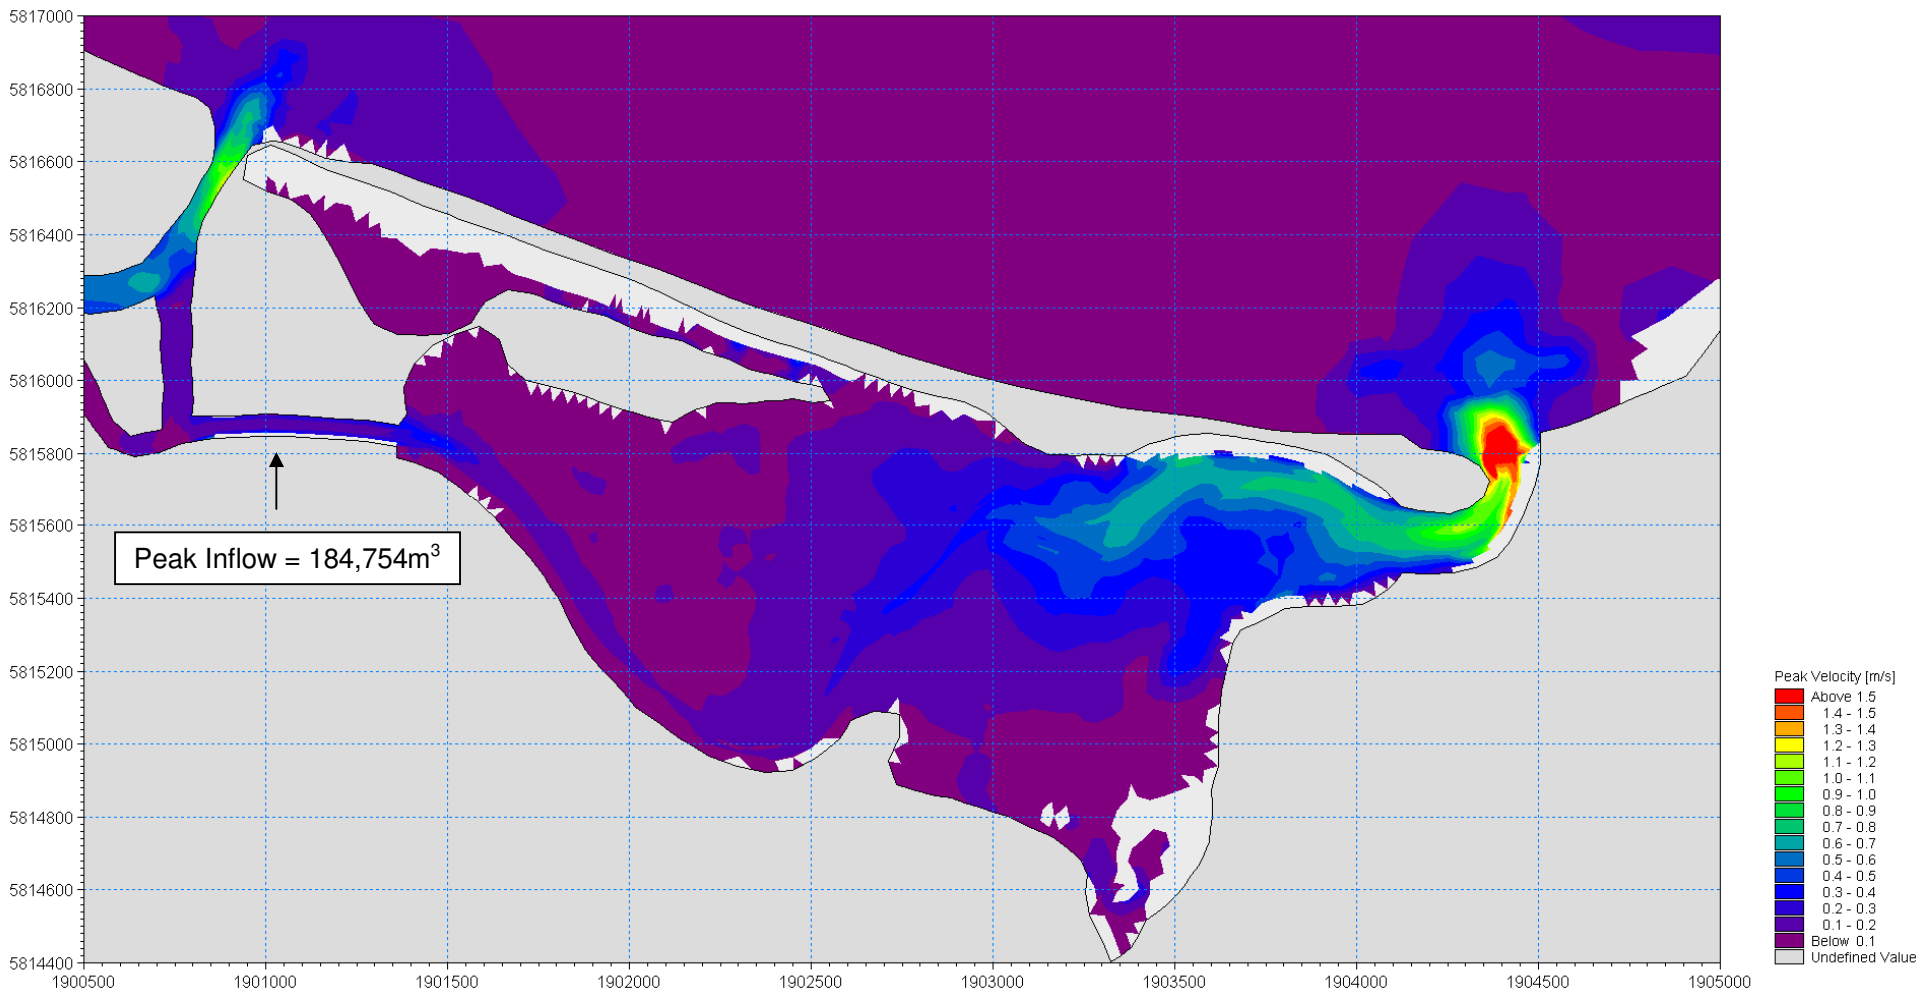 5817000
5816800
5816600
5816400
5816200
5816000
5815800
5815600
Peak Inflow = 184,754m³
5815400
5815200
5815000
5814800
5814600
5814400
1900500 1901000 1901500 1902000 1902500 1903000 1903500 1904000 1904500 1905000
Peak Velocity [m/s]
Above 1.5
1.4 - 1.5
1.3 - 1.4
1.2 - 1.3
1.1 - 1.2
1.0 - 1.1
0.9 - 1.0
0.8 - 0.9
0.7 - 0.8
0.6 - 0.7
0.5 - 0.6
0.4 - 0.5
0.3 - 0.4
0.2 - 0.3
0.1 - 0.2
Below 0.1
Undefined Value